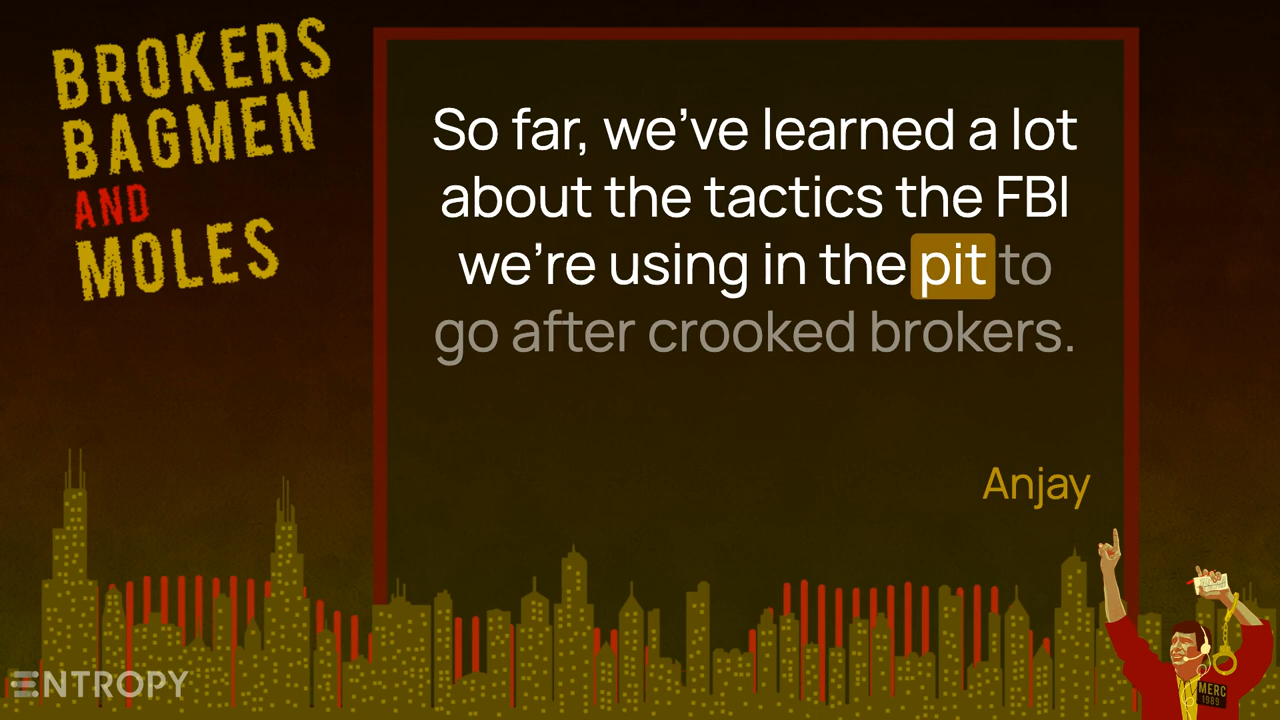 BROKERS
BAGMEN
AND
MOLES
So far, we’ve learned a lot
about the tactics the FBI
we’re using in the pit to
go after crooked brokers.
Anjay
ENTROPY
MERC
1989